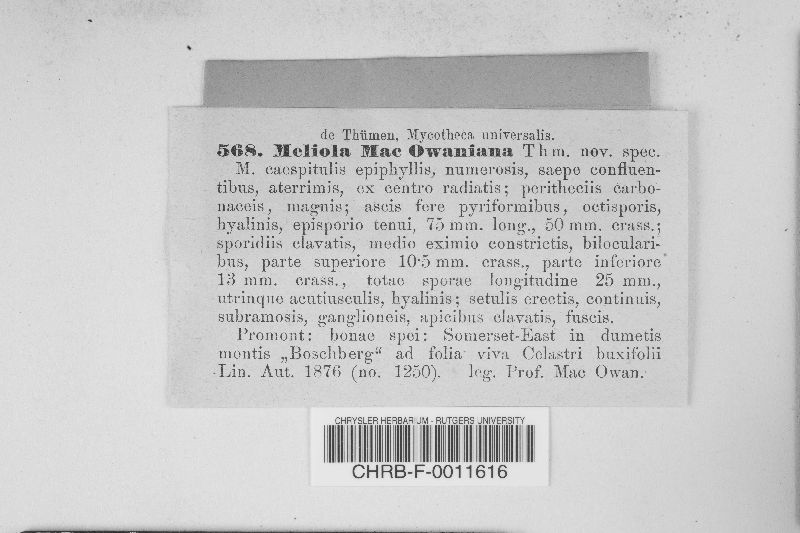 de Thümen, Mycotheca universalis.
568. Meliola Mac Owaniana Thm. nov. spec.
M. caespitulis epiphyllis, numerosis, saepe confluen-
tibus, aterrimis, ex centro radiatis; peritheciis carbo-
naceis, magnis; ascis fere pyriformibus, octisporis,
hyalinis, episporio tenui, 75 mm. long., 50 mm. crass.;
sporidiis clavatis, medio eximio constrictis, bilocularí-
bus, parte superiore 10·5 mm. crass., parte inferiore
13 mm. crass., totae sporae longitudine 25 mm.,
utrinque acutiusculis, hyalinis; setulis erectis, continuis,
subramosis, ganglioneis, apicibus clavatis, fuscis.
Promont: bonae spei: Somerset-East in dumetis
montis „Boschberg“ ad folia viva Celastri buxifolii
Lin. Aut. 1876 (no. 1250). leg. Prof. Mac Owan.
CHRYSLER HERBARIUM - RUTGERS UNIVERSITY
CHRB-F-0011616